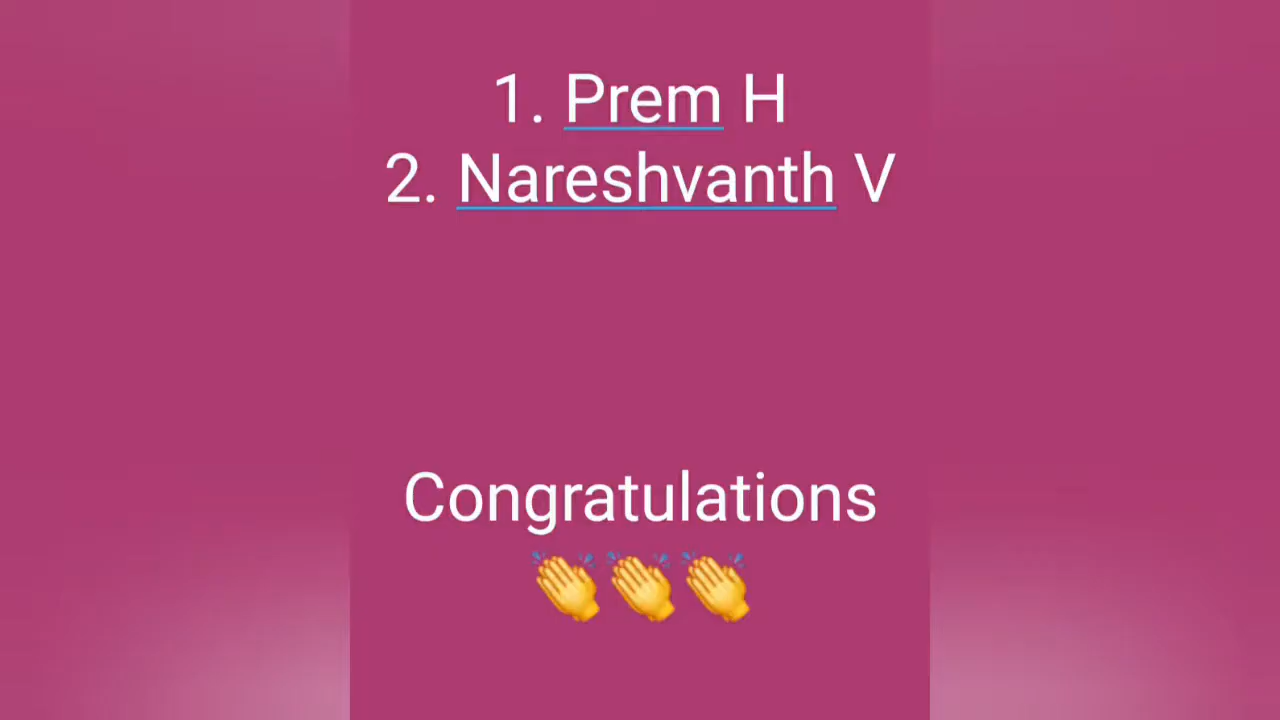 1. Prem H
2. Nareshvanth V
Congratulations
👏👏👏